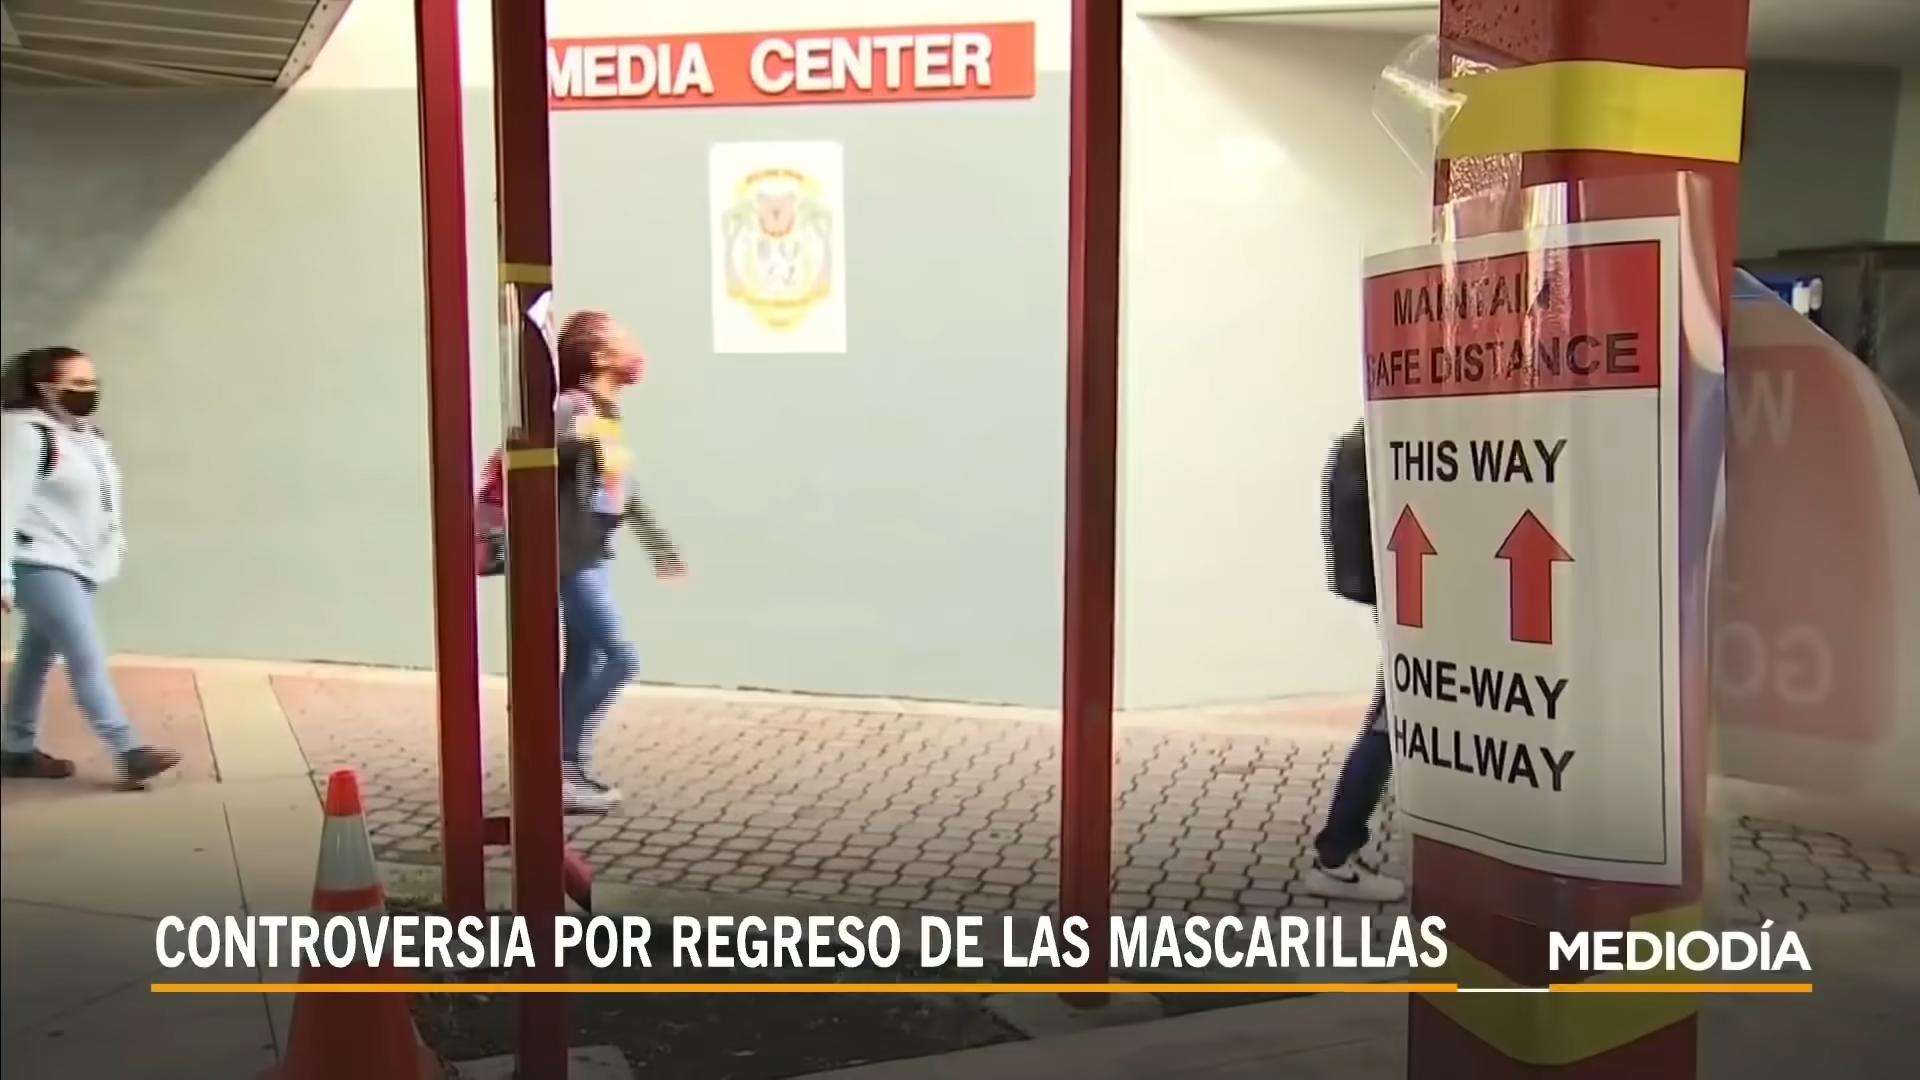 MEDIA CENTER
MAINTAIN
SAFE DISTANCE
THIS WAY
ONE-WAY
HALLWAY
CONTROVERSIA POR REGRESO DE LAS MASCARILLAS
MEDIODÍA